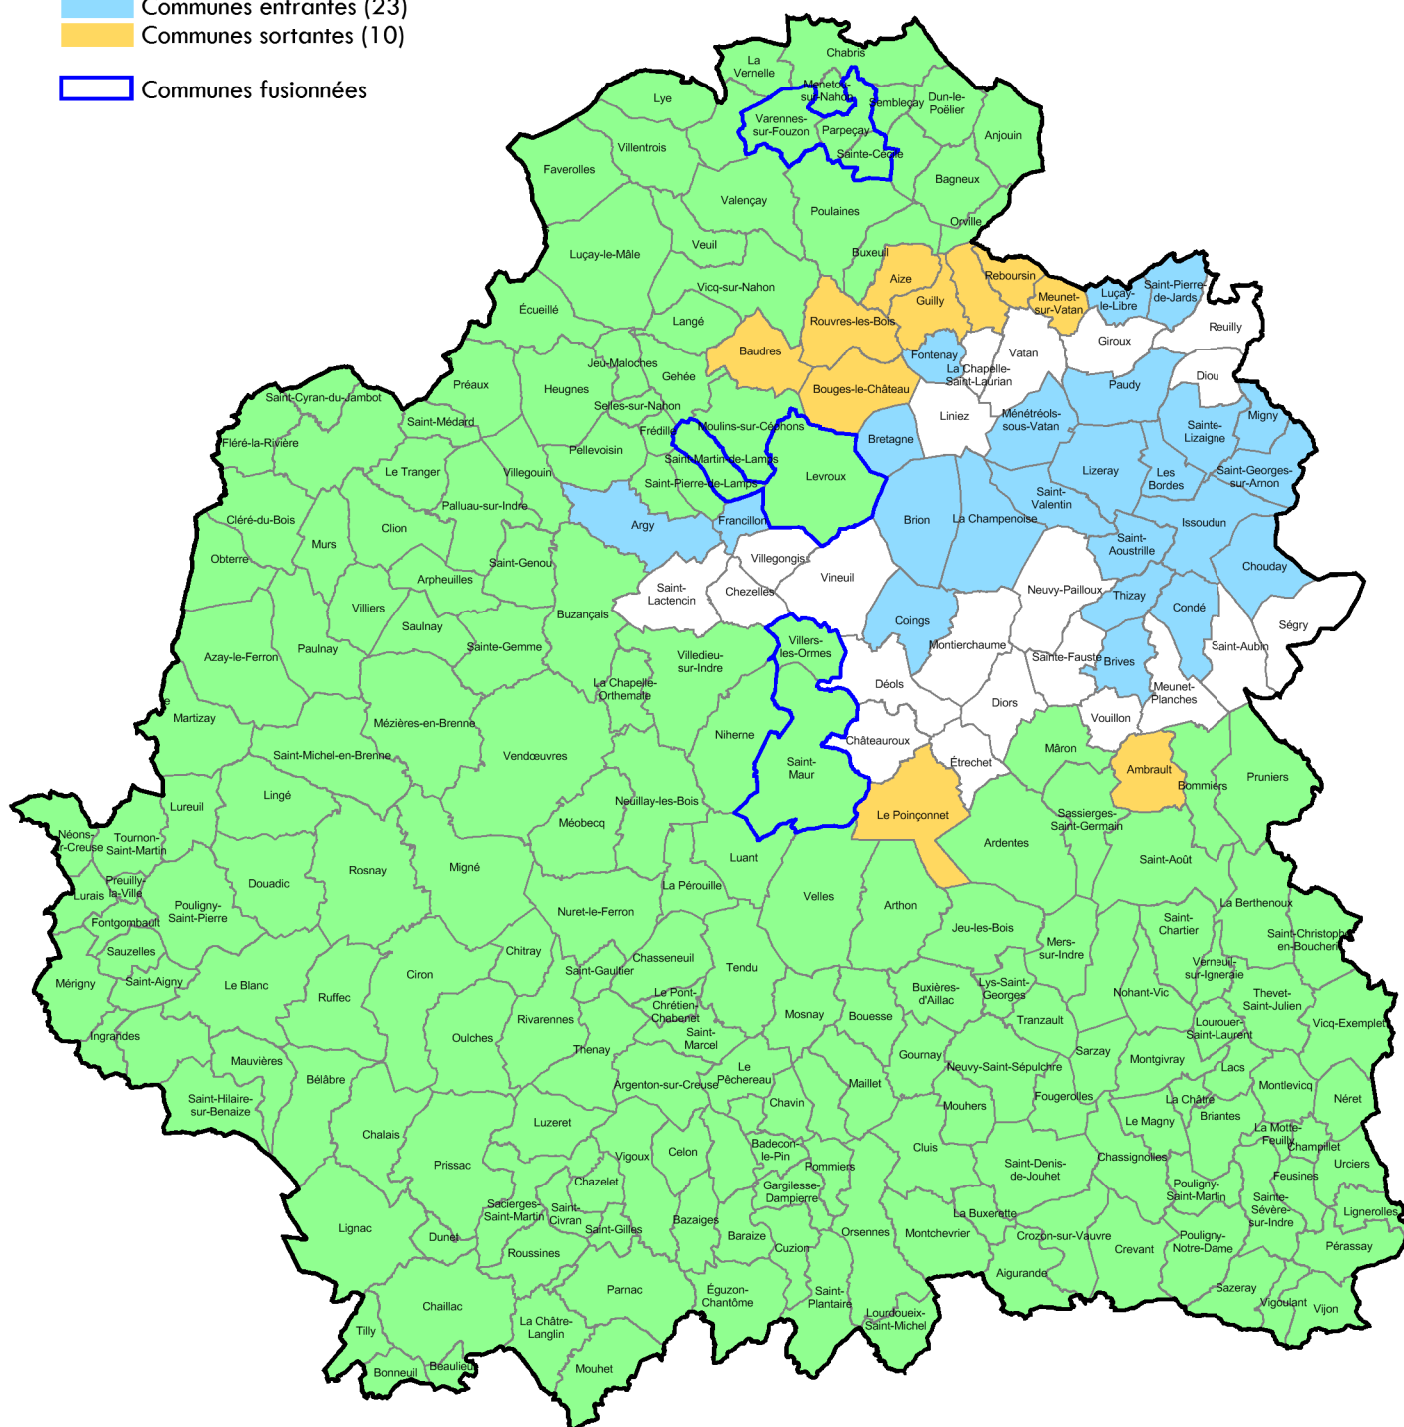 Communes entrantes (23)
Communes sortantes (10)
Communes fusionnées
Chabris
La
Vernelle
Lye
Sembleçay
Dun-le-
Poëlier
Varennes-
sur-Fouzon
Parpeçay
Anjouin
Villentrois
Sainte-Cécile
Faverolles
Bagneux
Valençay
Poulaines
Orville
Veuil
Luçay-le-Mâle
Buxeuil
Aize
Reboursin
Vicq-sur-Nahon
Guilly
Meunet-
sur-Vatan
Luçay-
le-Libre
Saint-Pierre-
de-Jards
Écueillé
Langé
Rouvres-les-Bois
Reuilly
Giroux
Baudres
Fontenay
Vatan
Jeu-Maloches
Gehée
La Chapelle-
Saint-Laurian
Diou
Préaux
Heugnes
Bouges-le-Château
Paudy
Saint-Cyran-du-Jambot
Selles-sur-Nahon
Liniez
Ménétréols-
sous-Vatan
Migny
Saint-Médard
Frédille
Moulins-sur-Céphons
Bretagne
Sainte-
Lizaigne
Fléré-la-Rivière
Pellevoisin
Saint-Martin-de-Lamps
Le Tranger
Villegouin
Saint-Pierre-de-Lamps
Levroux
Lizeray
Les
Bordes
Saint-Georges-
sur-Arnon
Palluau-sur-Indre
Saint-
Valentin
Cléré-du-Bois
Clion
Argy
Francillon
Brion
La Champenoise
Issoudun
Murs
Obterre
Saint-
Aoustrille
Saint-Genou
Villegongis
Chouday
Arpheuilles
Vineuil
Saint-
Lactencin
Chezelles
Neuvy-Pailloux
Thizay
Villiers
Buzançais
Condé
Saulnay
Coings
Ségry
Paulnay
Sainte-Gemme
Villers-
les-Ormes
Montierchaume
Saint-Aubin
Azay-le-Ferron
Villedieu-
sur-Indre
Sainte-Fauste
Brives
La Chapelle-
Orthemale
Déols
Meunet-
Planches
Martizay
Mézières-en-Brenne
Diors
Vouillon
Niherne
Châteauroux
Mâron
Saint-Michel-en-Brenne
Vendœuvres
Saint-
Maur
Étrechet
Ambrault
Bommiers
Pruniers
Lureuil
Lingé
Neuillay-les-Bois
Le Poinçonnet
Sassierges-
Saint-Germain
Néons-
r-Creuse
Tournon-
Saint-Martin
Méobecq
Ardentes
Luant
Saint-Août
Rosnay
Migné
Preuilly-
la-Ville
Douadic
La Pérouille
Velles
Lurais
Pouligny-
Saint-Pierre
Nuret-le-Ferron
Arthon
La Berthenoux
Fontgombault
Jeu-les-Bois
Saint-
Chartier
Sauzelles
Chitray
Mers-
sur-Indre
Saint-Christophe-
en-Boucherie
Chasseneuil
Mérigny
Saint-Aigny
Le Blanc
Ciron
Saint-Gaultier
Tendu
Verneuil-
sur-Igneraie
Ruffec
Buxières-
d'Aillac
Lys-Saint-
Georges
Nohant-Vic
Thevet-
Saint-Julien
Le Pont-
Chrétien-
Chabenet
Mosnay
Bouesse
Rivarennes
Tranzault
Lourouer-
Saint-Laurent
Vicq-Exemplet
Ingrandes
Oulches
Saint-
Marcel
Thenay
Sarzay
Mauvières
Gournay
Neuvy-Saint-Sépulchre
Montgivray
Lacs
Bélâbre
Le
Pêchereau
Argenton-sur-Creuse
Maillet
Montlevicq
Saint-Hilaire-
sur-Benaize
Chavin
Mouhers
Fougerolles
La Châtre
Néret
Luzeret
Le Magny
Briantes
Chalais
La Motte-
Feuilly
Badecon-
le-Pin
Cluis
Champillet
Prissac
Vigoux
Celon
Pommiers
Saint-Denis-
de-Jouhet
Chassignolles
Urciers
Chazelet
Gargilesse-
Dampierre
Pouligny-
Saint-Martin
Feusines
Sacierges-
Saint-Martin
Saint-
Civran
La Buxerette
Sainte-
Sévère-
sur-Indre
Lignerolles
Lignac
Saint-Gilles
Bazaiges
Baraize
Orsennes
Montchevrier
Crozon-sur-Vauvre
Dunet
Roussines
Cuzion
Crevant
Pouligny-
Notre-Dame
Pérassay
Aigurande
Parnac
Éguzon-
Chantôme
Saint-
Plantaire
Sazeray
Chaillac
Vigoulant
Vijon
La Châtre-
Langlin
Lourdoueix-
Saint-Michel
Tilly
Bonneuil
Beaulieu
Mouhet